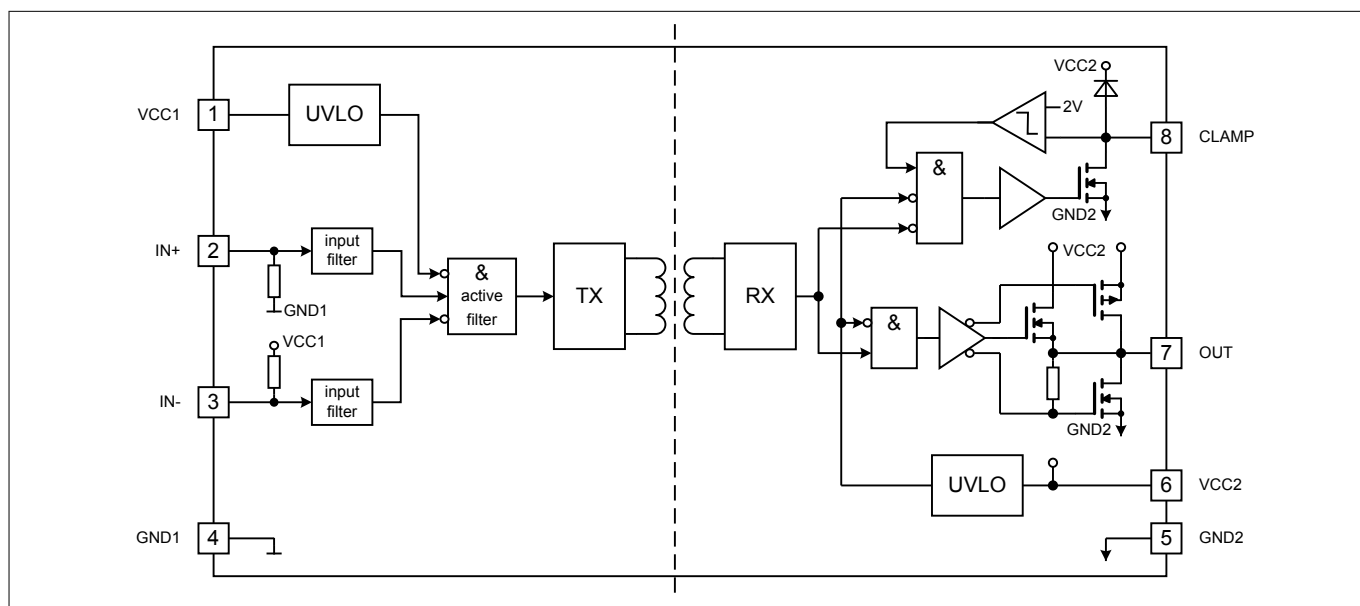 VCC1
1
UVLO
IN+
2
input
filter
GND1
VCC1
IN-
3
input
filter
GND1
4
&
active
filter
TX
RX
VCC2
2V
8
CLAMP
&
GND2
VCC2
&
7
OUT
GND2
UVLO
6
VCC2
5
GND2